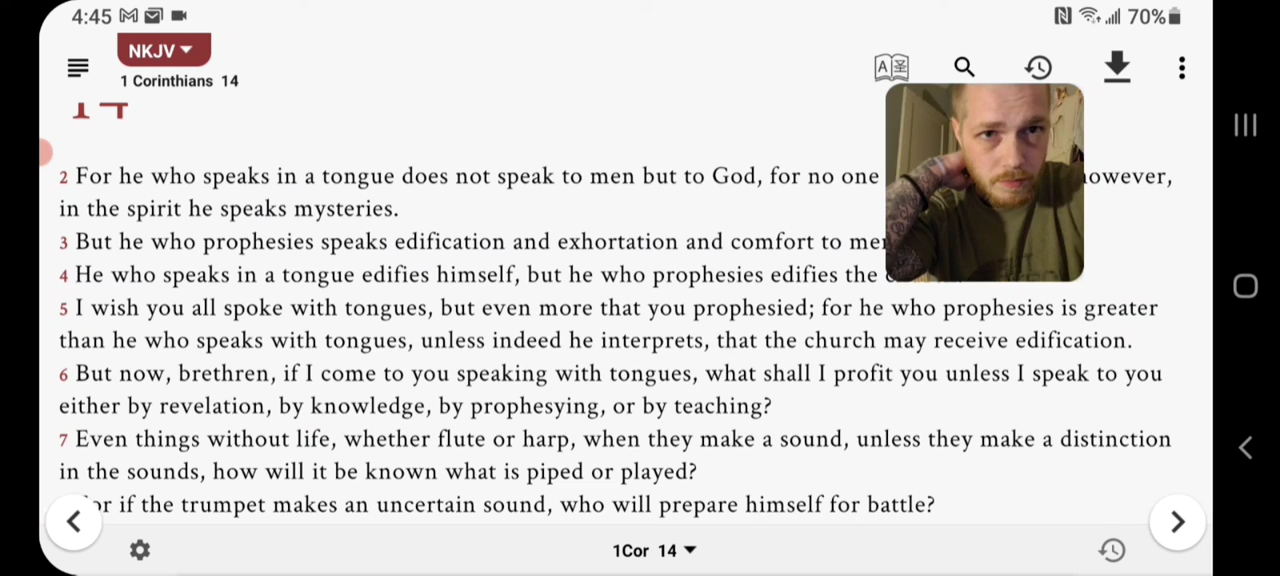 4:45 70%
NKJV
1 Corinthians 14
2 For he who speaks in a tongue does not speak to men but to God, for no one
in the spirit he speaks mysteries.
3 But he who prophesies speaks edification and exhortation and comfort to
4 He who speaks in a tongue edifies himself, but he who prophesies edifies the
5 I wish you all spoke with tongues, but even more that you prophesied; for he who prophesies is greater
than he who speaks with tongues, unless indeed he interprets, that the church may receive edification.
6 But now, brethren, if I come to you speaking with tongues, what shall I profit you unless I speak to you
either by revelation, by knowledge, by prophesying, or by teaching?
7 Even things without life, whether flute or harp, when they make a sound, unless they make a distinction
in the sounds, how will it be known what is piped or played?
if the trumpet makes an uncertain sound, who will prepare himself for battle?
1Cor 14